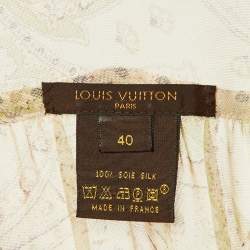 LOUIS VUITTON
PARIS
40
100% SOIE SILK
MADE IN FRANCE